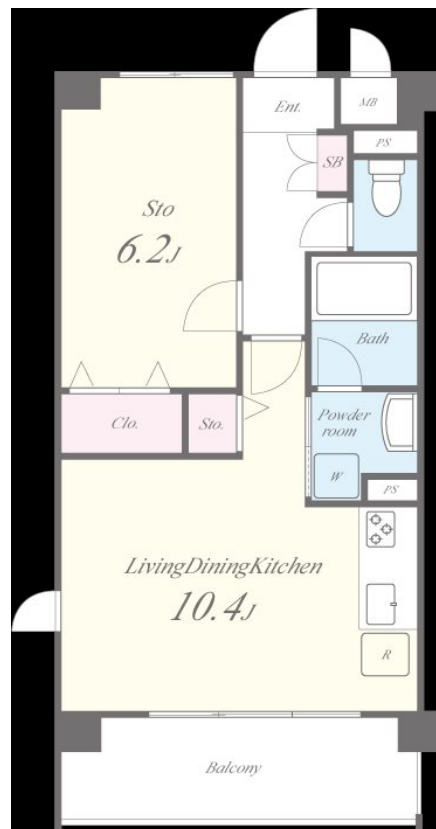 Ent.
MB
PS
SB
Sto
6.2J
Bath
Clo.
Sto.
Powder
room
W
PS
LivingDiningKitchen
10.4J
R
Balcony